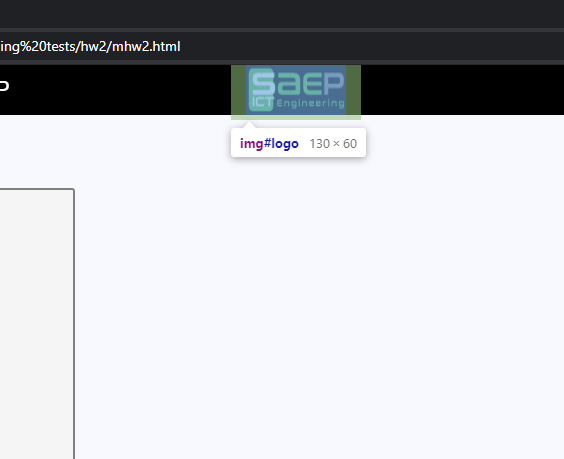 ing%20tests/hw2/mhw2.html
SaEP
ICT Engineering
img#logo 130 × 60